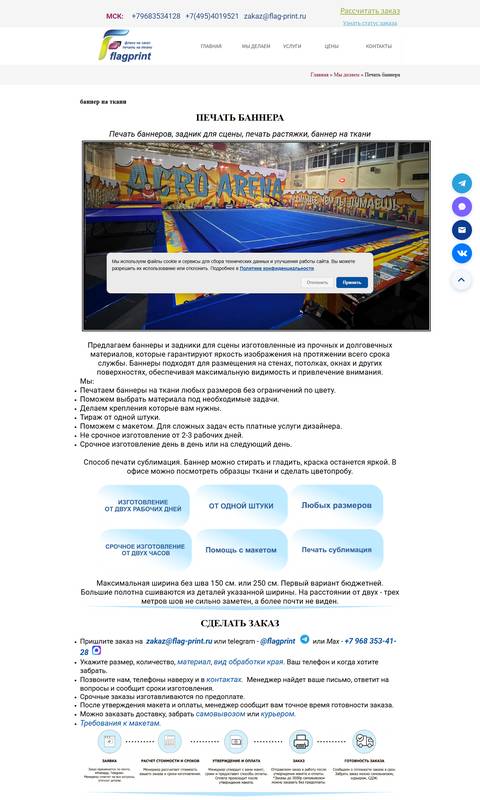 МСК: +79683534128 +7(495)4019521 zakaz@flag-print.ru
Рассчитать заказ
Узнать статус заказа
флаги на заказ
печать на ткани
flagprint
ГЛАВНАЯ МЫ ДЕЛАЕМ УСЛУГИ ЦЕНЫ КОНТАКТЫ
Главная » Мы делаем » Печать баннера
баннер на ткани
ПЕЧАТЬ БАННЕРА
Печать баннеров, задник для сцены, печать растяжки, баннер на ткани
ACRO ARENA
Мы используем файлы cookie и сервисы для сбора технических данных и улучшения работы сайта. Вы можете
разрешить их использование или отклонить. Подробнее в Политике конфиденциальности
Отклонить Принять
Предлагаем баннеры и задники для сцены изготовленные из прочных и долговечных
материалов, которые гарантируют яркость изображения на протяжении всего срока
службы. Баннеры подходят для размещения на стенах, потолках, окнах и других
поверхностях, обеспечивая максимальную видимость и привлечение внимания.
Мы:
Печатаем баннеры на ткани любых размеров без ограничений по цвету.
Поможем выбрать материала под необходимые задачи.
Делаем крепления которые вам нужны.
Тираж от одной штуки.
Поможем с макетом. Для сложных задач есть платные услуги дизайнера.
Не срочное изготовление от 2-3 рабочих дней.
Срочное изготовление день в день или на следующий день.
Способ печати сублимация. Баннер можно стирать и гладить, краска останется яркой. В
офисе можно посмотреть образцы ткани и сделать цветопробу.
ИЗГОТОВЛЕНИЕ
ОТ ДВУХ РАБОЧИХ ДНЕЙ
ОТ ОДНОЙ ШТУКИ
Любых размеров
СРОЧНОЕ ИЗГОТОВЛЕНИЕ
ОТ ДВУХ ЧАСОВ
Помощь с макетом
Печать сублимация
Максимальная ширина без шва 150 см. или 250 см. Первый вариант бюджетней.
Большие полотна сшиваются из деталей указанной ширины. На расстоянии от двух - трех
метров шов не сильно заметен, а более почти не виден.
СДЕЛАТЬ ЗАКАЗ
Пришлите заказ на zakaz@flag-print.ru или telegram - @flagprint или Max - +7 968 353-41-
28
Укажите размер, количество, материал, вид обработки края. Ваш телефон и когда хотите
забрать.
Позвоните нам, телефоны наверху и в контактах. Менеджер найдет ваше письмо, ответит на
вопросы и сообщит сроки изготовления.
Срочные заказы изготавливаются по предоплате.
После утверждения макета и оплаты, менеджер сообщит вам точное время готовности заказа.
Можно заказать доставку, забрать самовывозом или курьером.
Требования к макетам.
ЗАЯВКА РАСЧЕТ СТОИМОСТИ И СРОКОВ УТВЕРЖДЕНИЕ И ОПЛАТА ЗАКАЗ ГОТОВНОСТЬ ЗАКАЗА